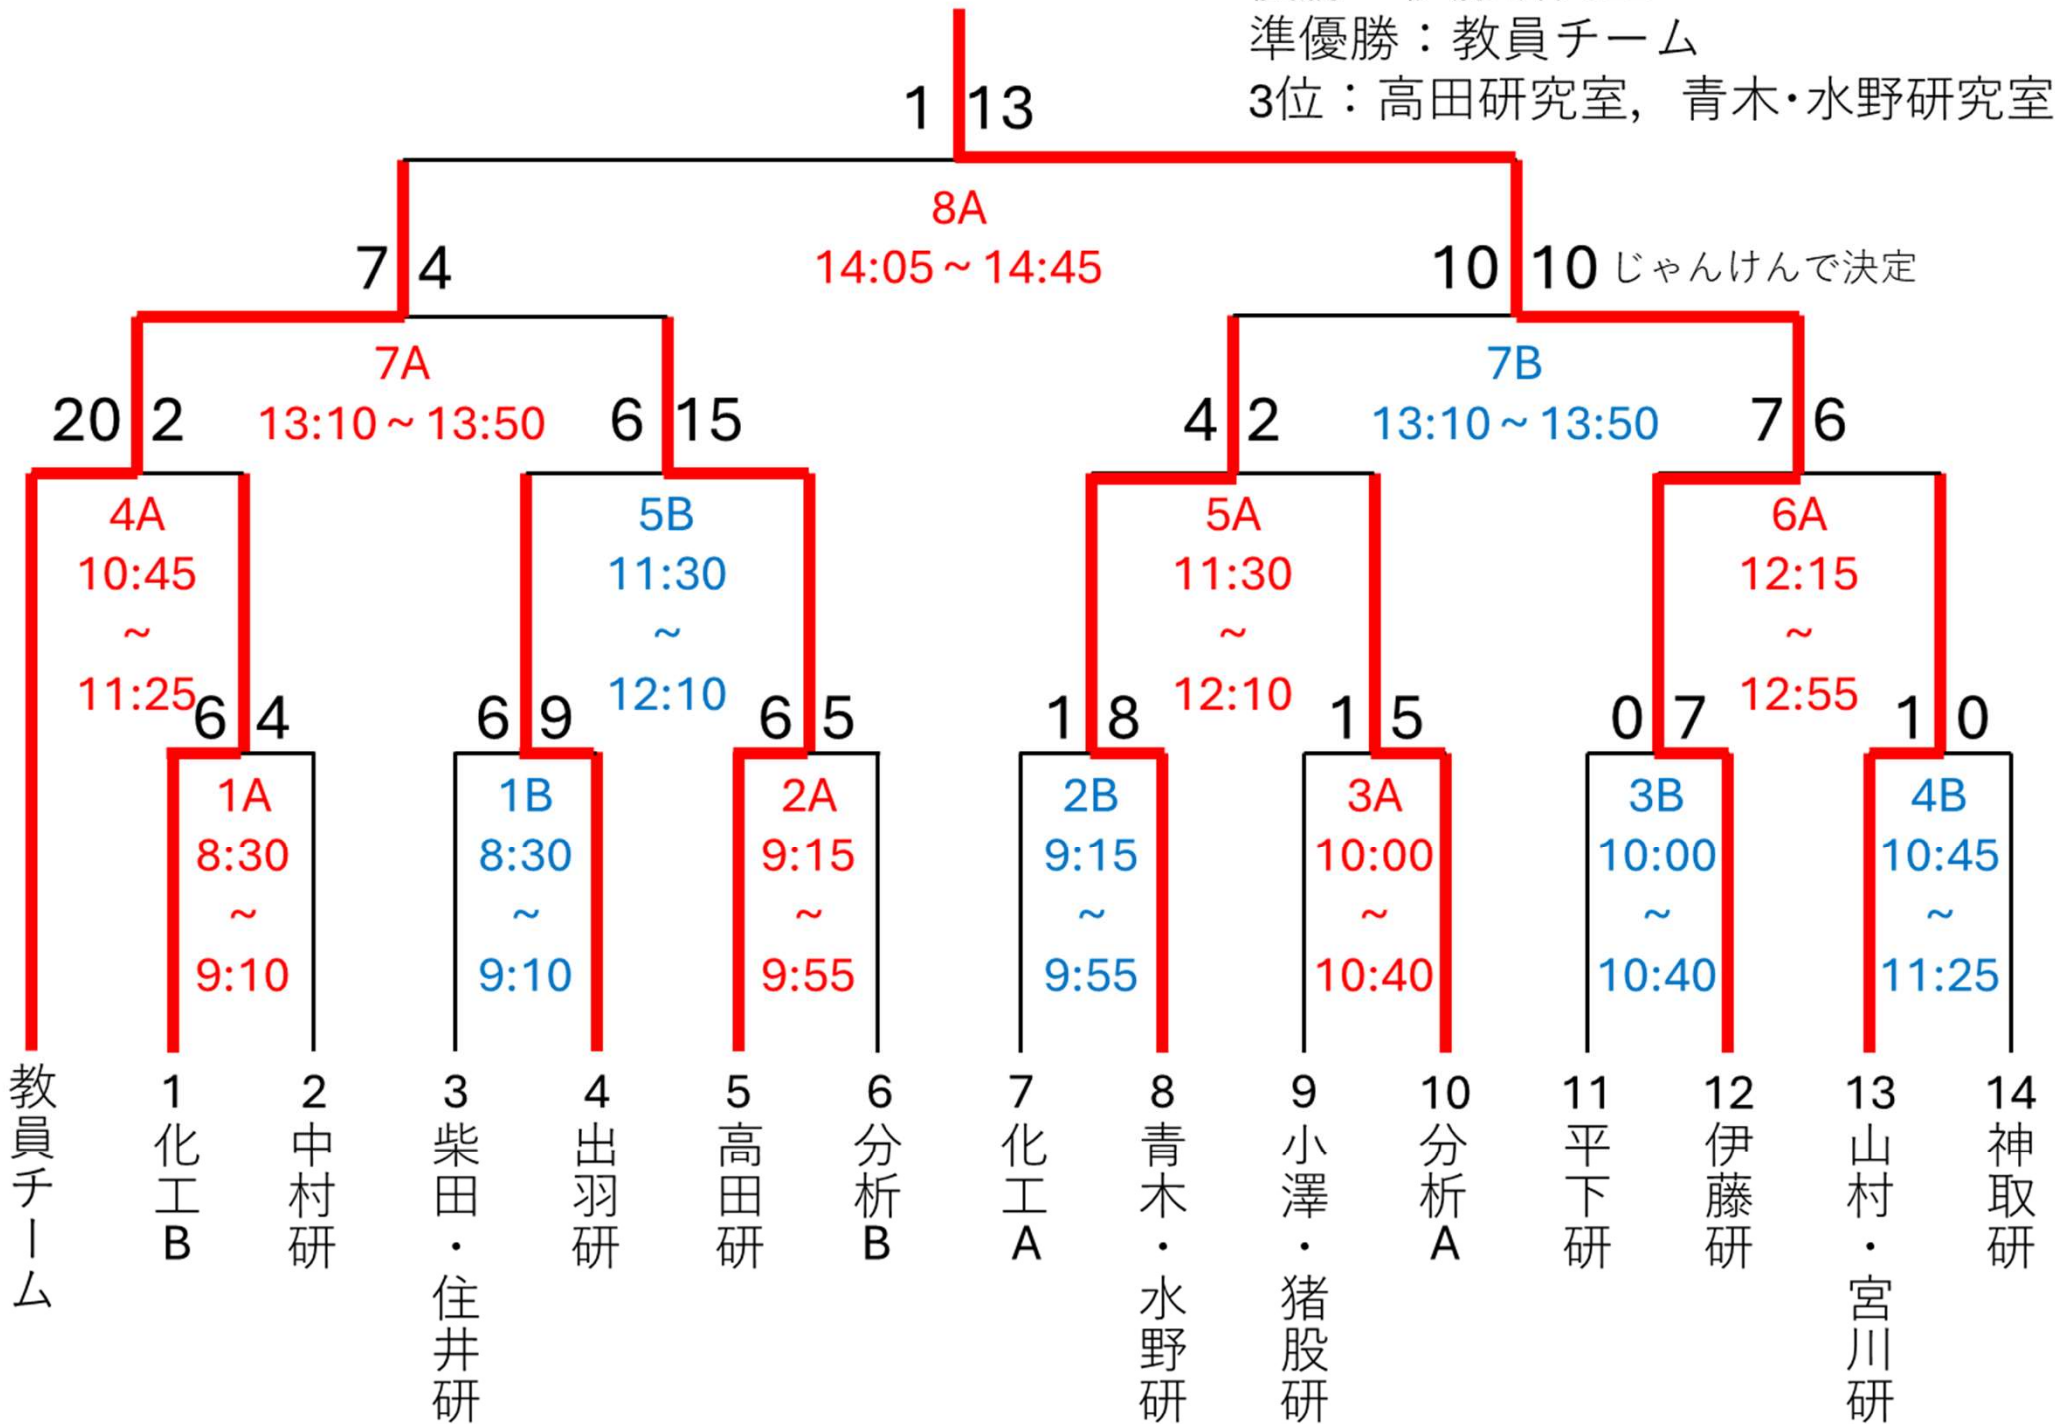 準優勝：教員チーム
3位：高田研究室，青木・水野研究室
1 13
8A
14:05 ~ 14:45
7 4
10 10 じゃんけんで決定
7A
13:10 ~ 13:50
7B
13:10 ~ 13:50
20 2
6 15
4 2
7 6
4A
10:45
~
11:25
5B
11:30
~
12:10
5A
11:30
~
12:10
6A
12:15
~
12:55
6 4
6 9
6 5
1 8
1 5
0 7
1 0
1A
8:30
~
9:10
1B
8:30
~
9:10
2A
9:15
~
9:55
2B
9:15
~
9:55
3A
10:00
~
10:40
3B
10:00
~
10:40
4B
10:45
~
11:25
教員チーム
1 化工B
2 中村研
3 柴田・住井研
4 出羽研
5 高田研
6 分析B
7 化工A
8 青木・水野研
9 小澤・猪股研
10 分析A
11 平下研
12 伊藤研
13 山村・宮川研
14 神取研